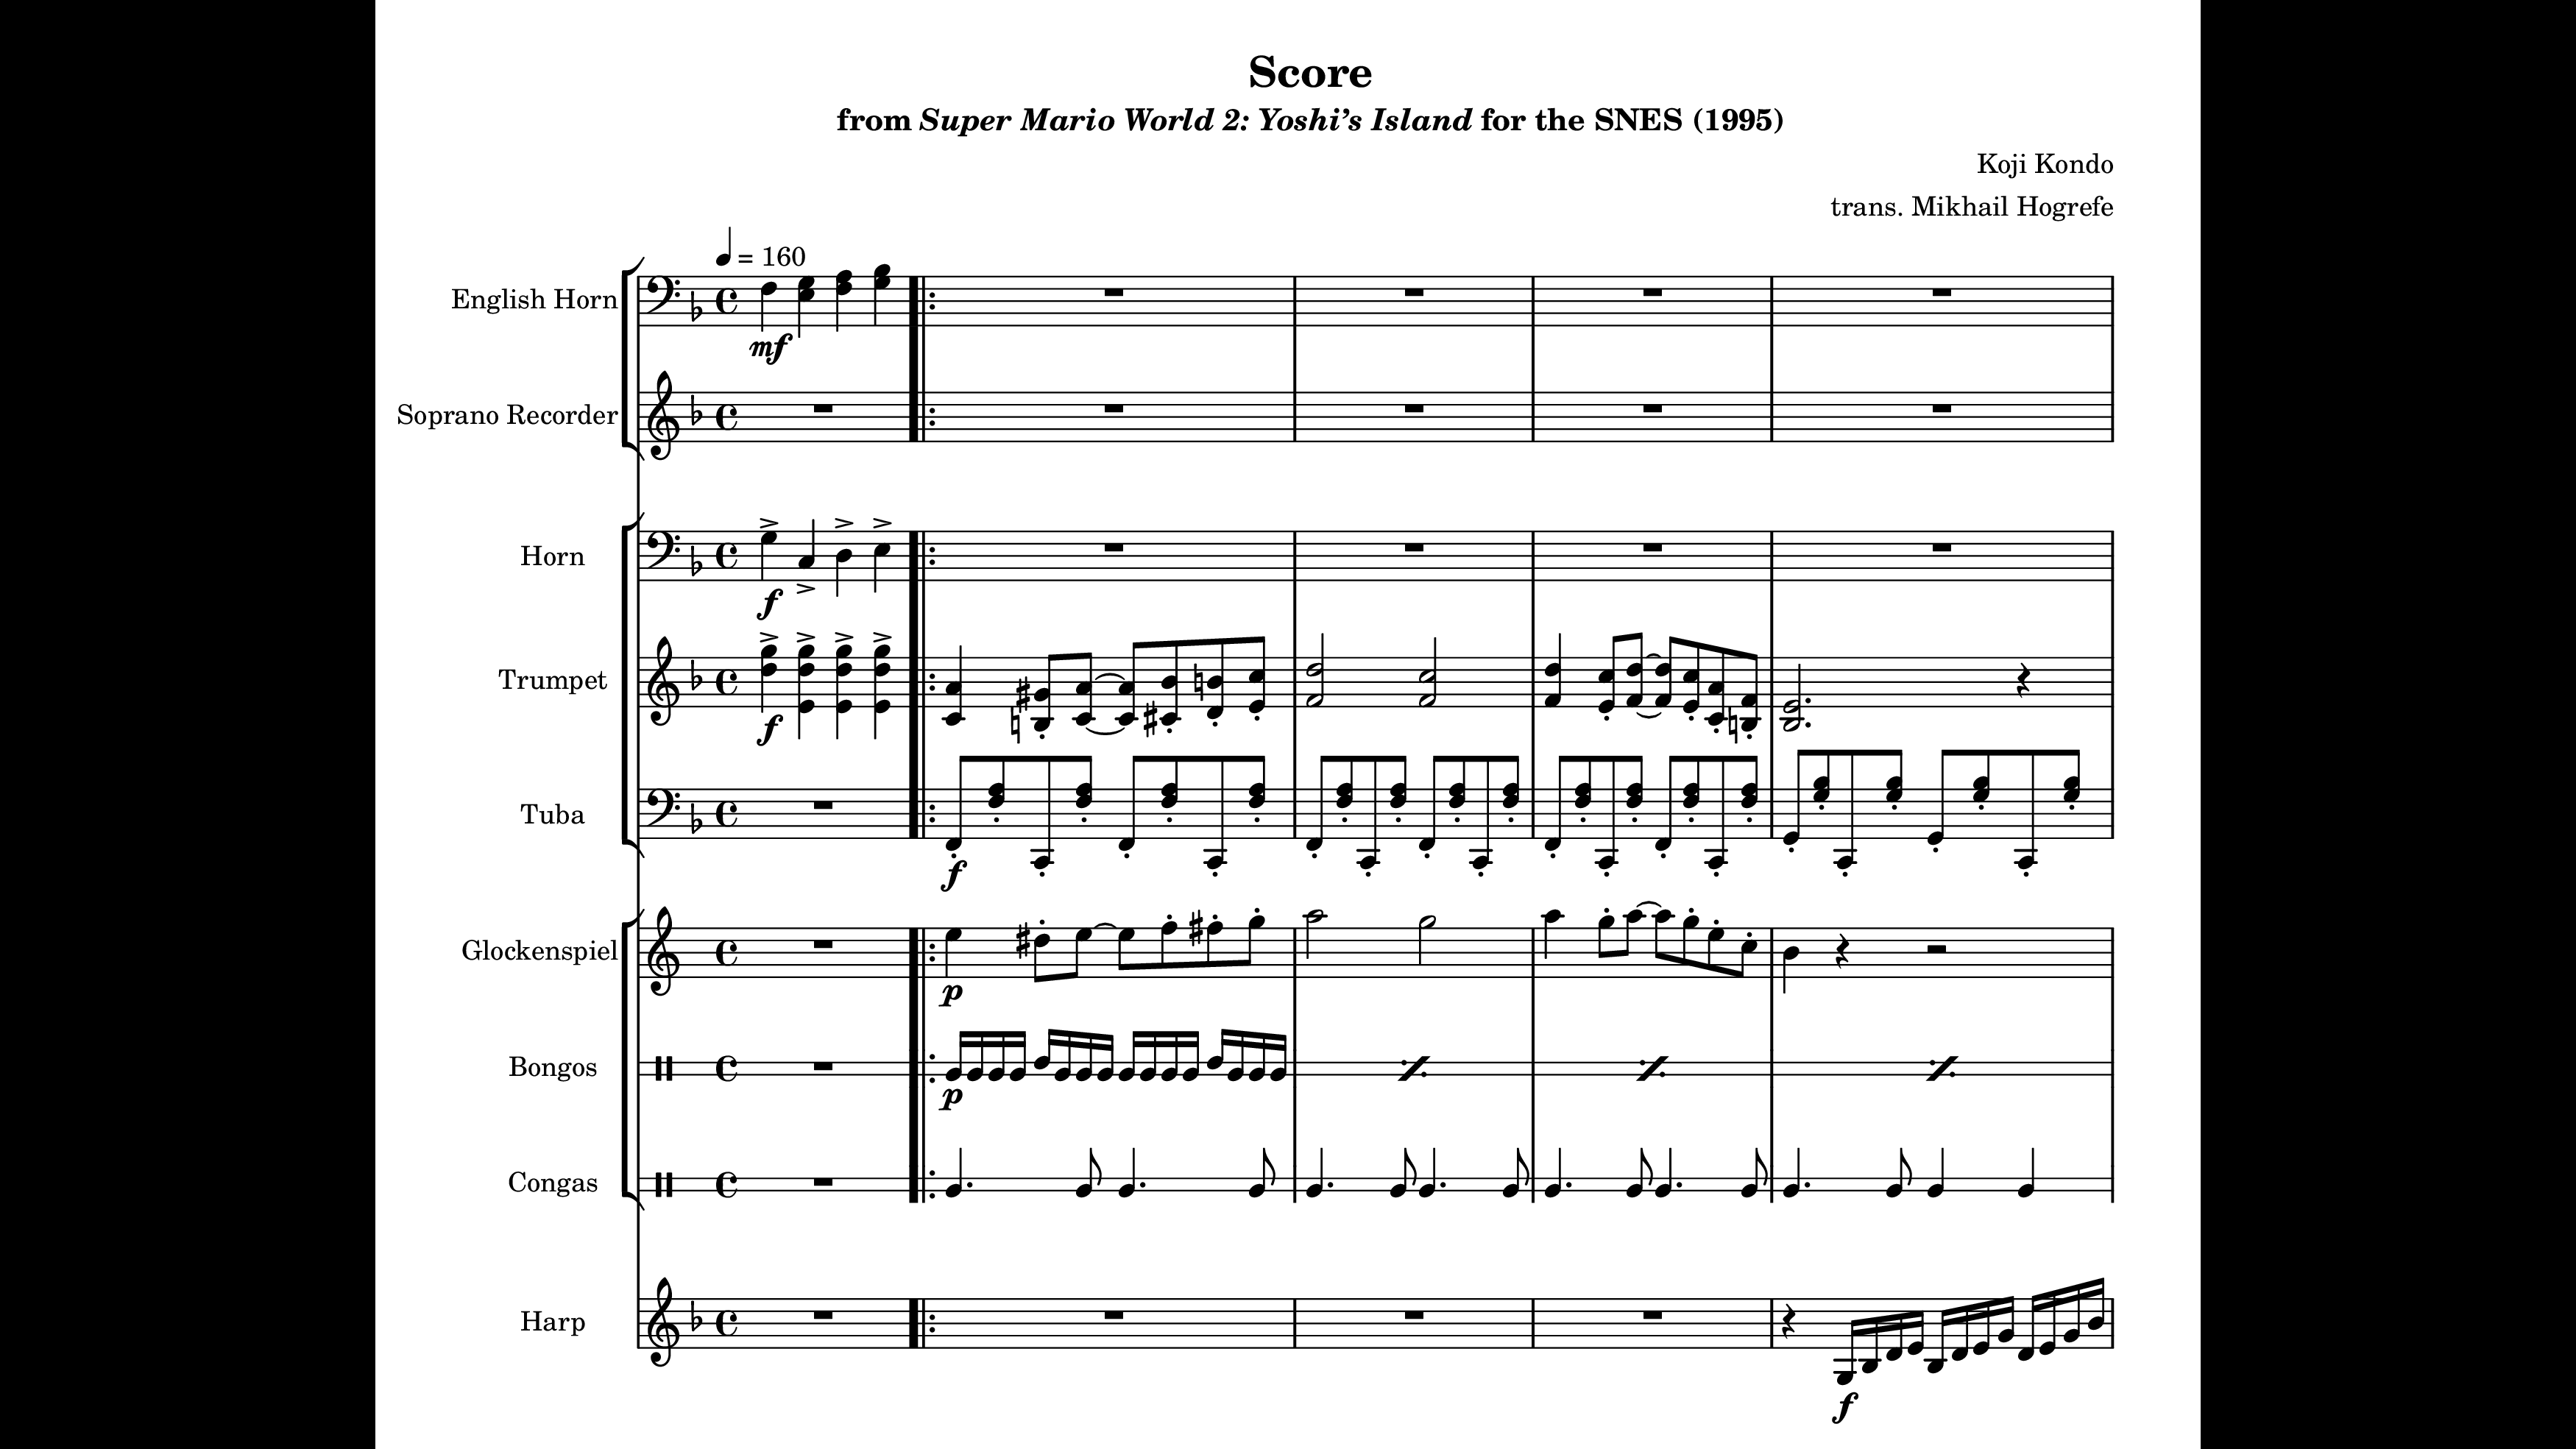 Score
from Super Mario World 2: Yoshi’s Island for the SNES (1995)
Koji Kondo
trans. Mikhail Hogrefe
= 160
English Horn
mf
Soprano Recorder
Horn
f
Trumpet
f
Tuba
f
Glockenspiel
p
Bongos
p
Congas
Harp
f